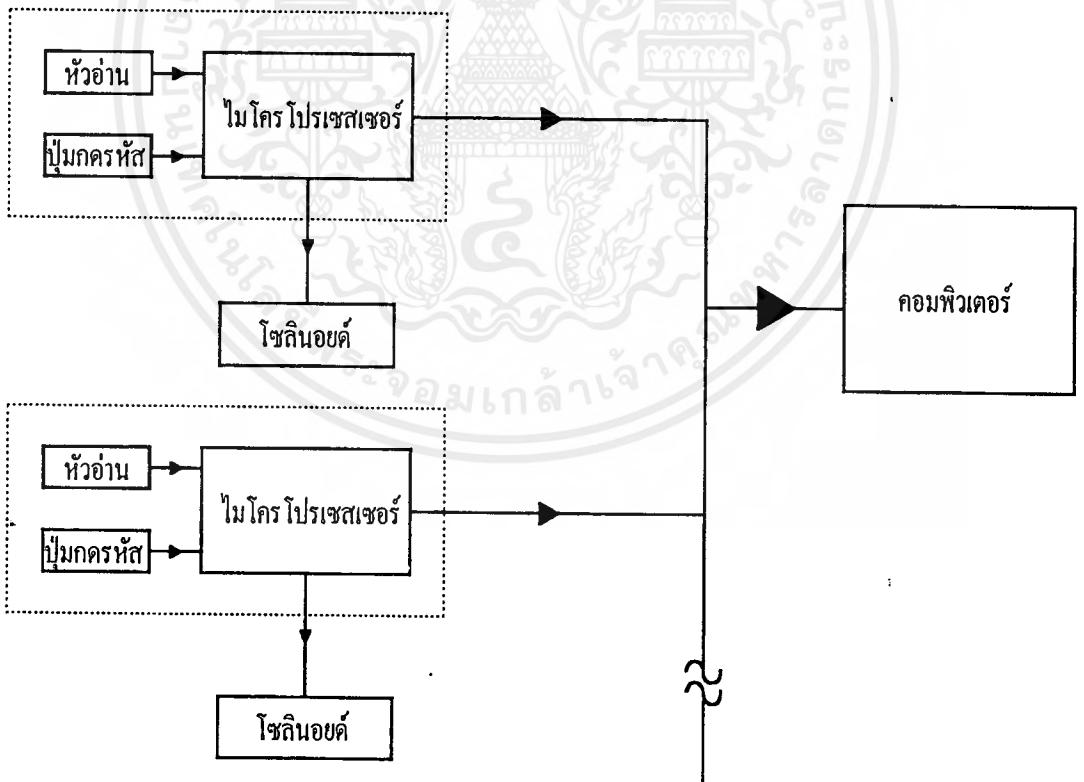 หัวอ่าน
ไมโครโปรเซสเซอร์
ปุ่มกดรหัส
โซลินอยด์
คอมพิวเตอร์
หัวอ่าน
ไมโครโปรเซสเซอร์
ปุ่มกดรหัส
โซลินอยด์